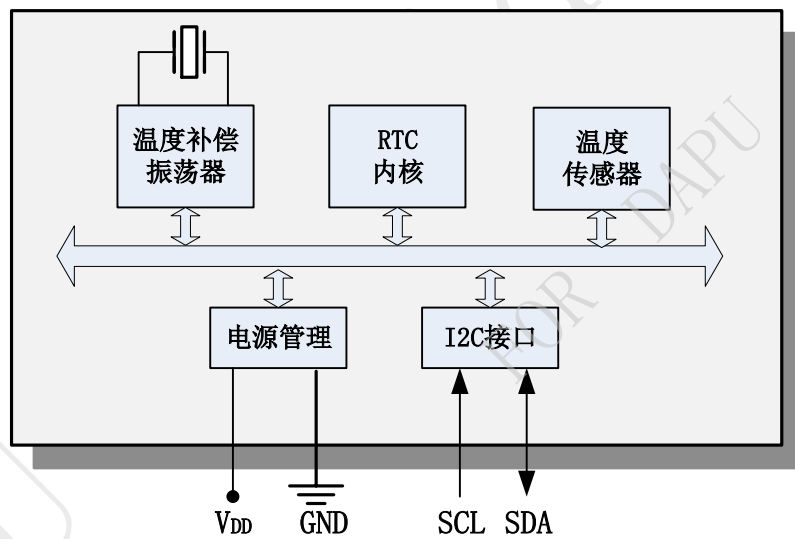 温度补偿
振荡器
RTC
内核
温度
传感器
电源管理
I2C接口
VDD
GND
SCL
SDA
FOR DAPU